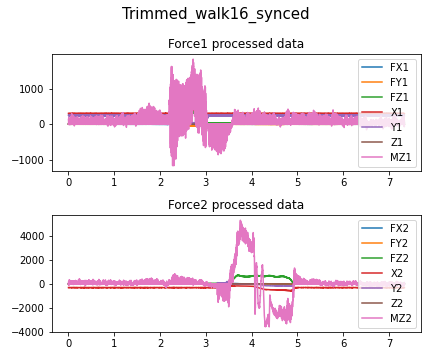 Trimmed_walk16_synced
Force1 processed data
1000
0
−1000
FX1
FY1
FZ1
X1
Y1
Z1
MZ1
0 1 2 3 4 5 6 7
Force2 processed data
4000
2000
0
−2000
−4000
FX2
FY2
FZ2
X2
Y2
Z2
MZ2
0 1 2 3 4 5 6 7